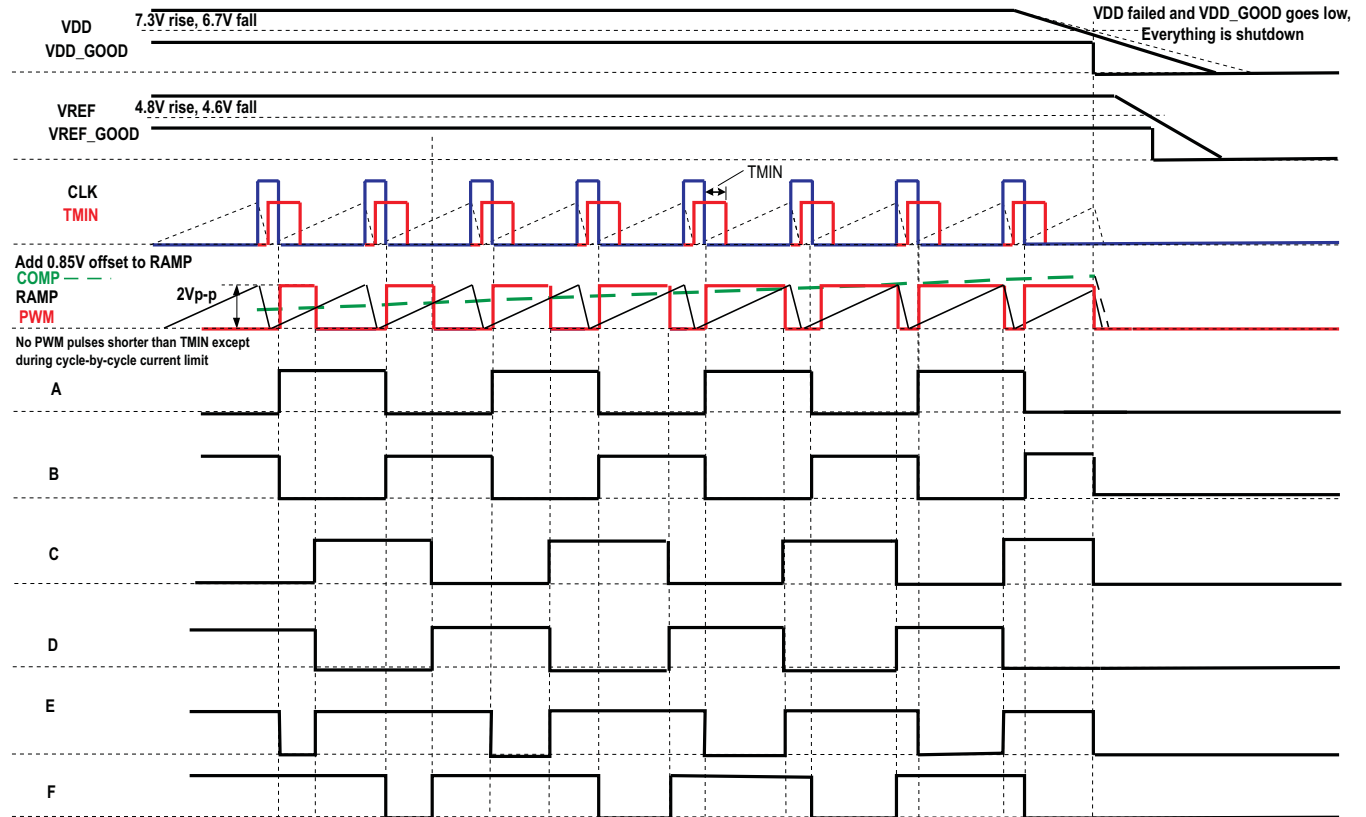 VDD
7.3V rise, 6.7V fall
VDD_GOOD
VDD failed and VDD_GOOD goes low,
Everything is shutdown
VREF
4.8V rise, 4.6V fall
VREF_GOOD
CLK
TMIN
TMIN
Add 0.85V offset to RAMP
COMP
RAMP
2Vp-p
PWM
No PWM pulses shorter than TMIN except
during cycle-by-cycle current limit
A
B
C
D
E
F